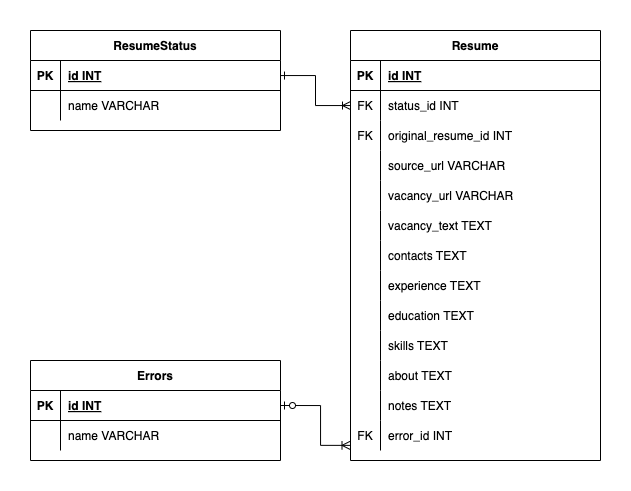 ResumeStatus
PK id INT
name VARCHAR
Resume
PK id INT
FK status_id INT
FK original_resume_id INT
source_url VARCHAR
vacancy_url VARCHAR
vacancy_text TEXT
contacts TEXT
experience TEXT
education TEXT
skills TEXT
about TEXT
notes TEXT
FK error_id INT
Errors
PK id INT
name VARCHAR